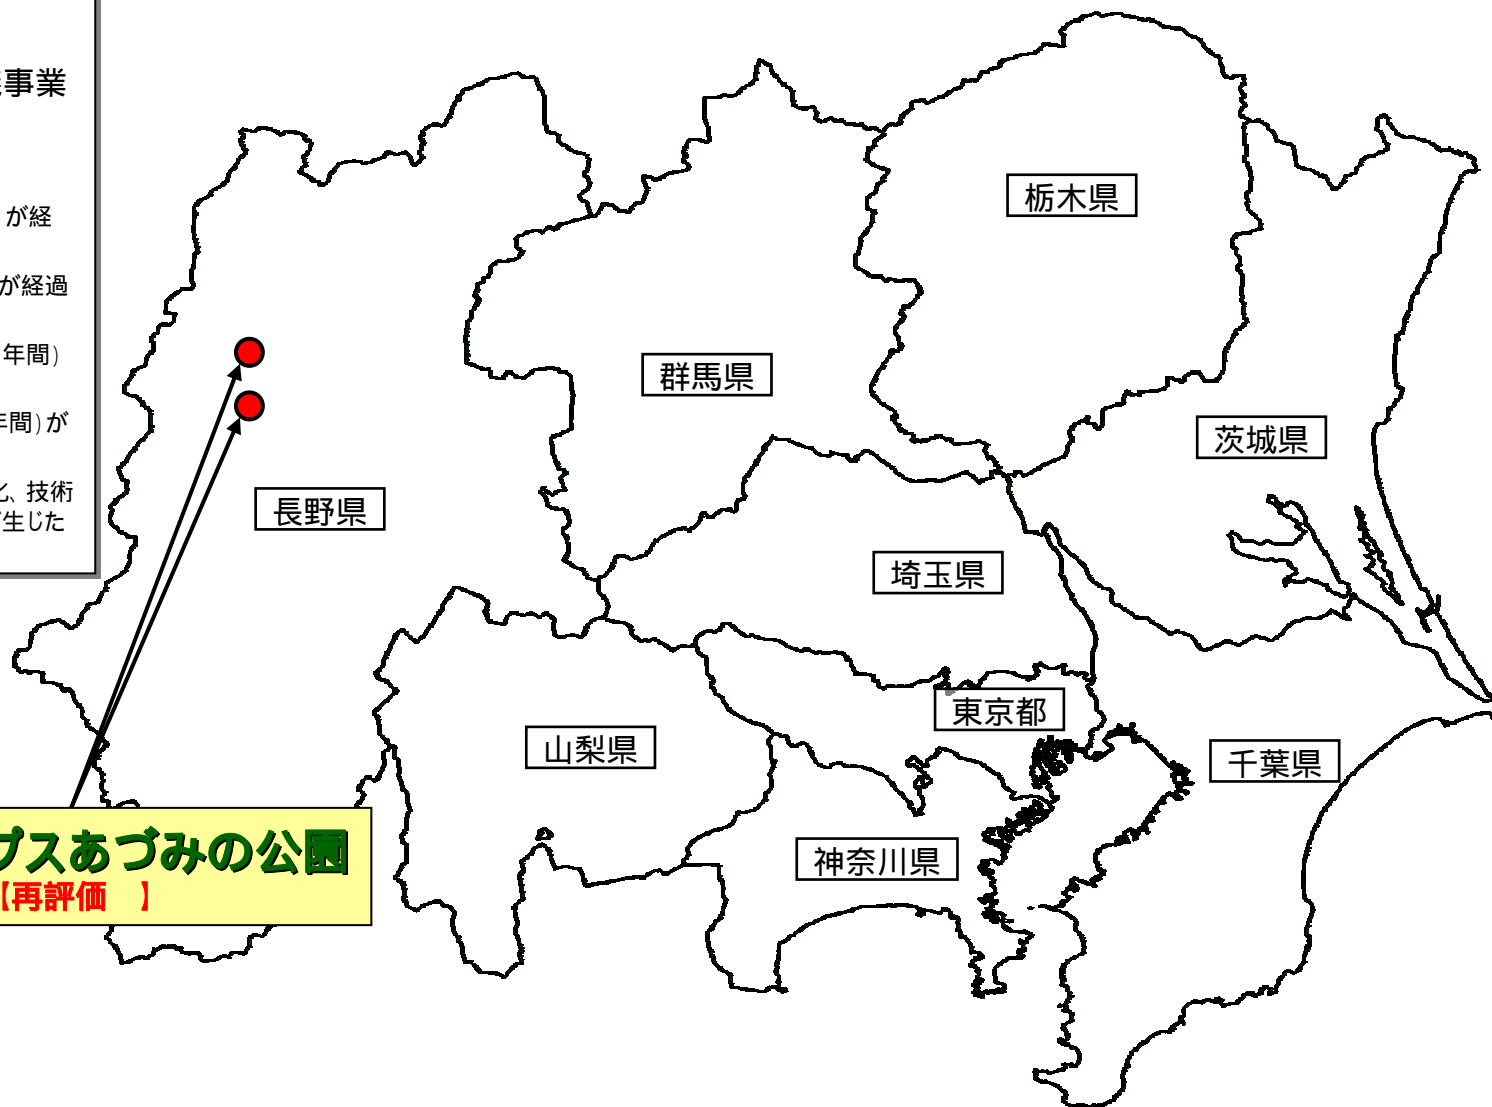 事業
が経
が経過
年間)
年間)が
化、技術
生じた
栃木県
群馬県
茨城県
長野県
埼玉県
東京都
山梨県
千葉県
神奈川県
プスあづみの公園
【再評価　】